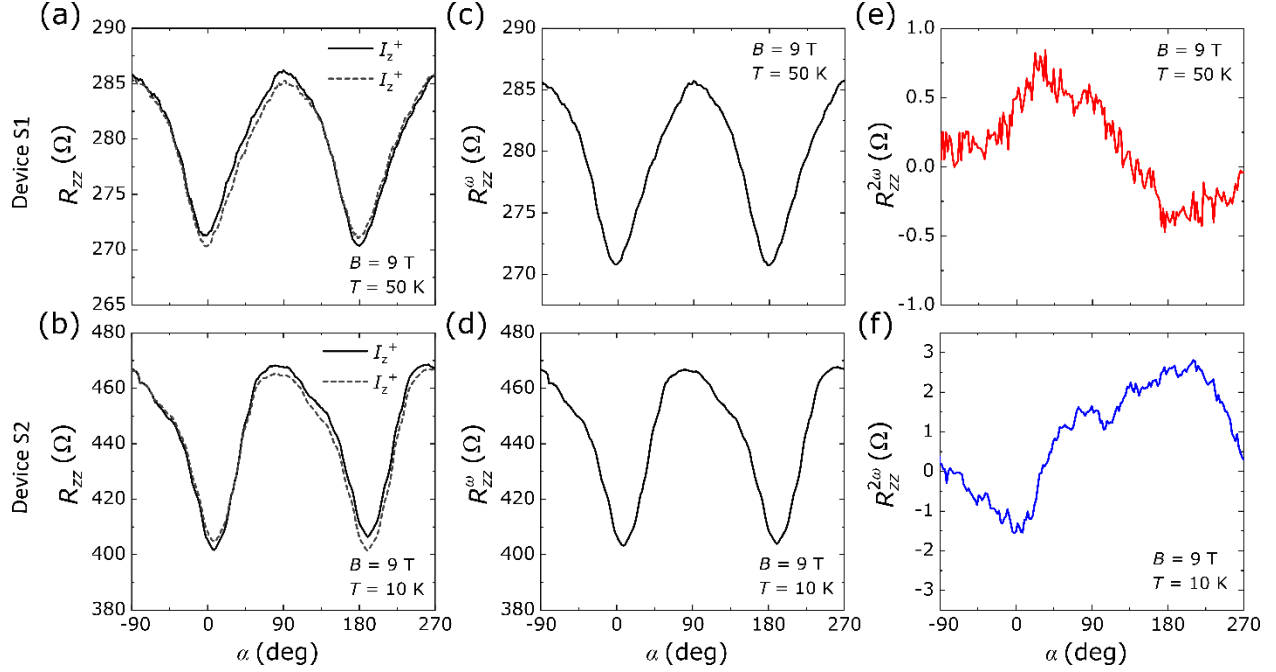 (a)
290
285
280
275
270
265
R_zz (Ω)
Device S1
I_z^+
I_z^+
B = 9 T
T = 50 K
(c)
290
285
280
275
270
R_zz^ω (Ω)
B = 9 T
T = 50 K
(e)
1.0
0.5
0.0
-0.5
-1.0
R_zz^2ω (Ω)
B = 9 T
T = 50 K
(b)
480
460
440
420
400
380
R_zz (Ω)
Device S2
I_z^+
I_z^+
B = 9 T
T = 10 K
-90 0 90 180 270
α (deg)
(d)
480
460
440
420
400
380
R_zz^ω (Ω)
B = 9 T
T = 10 K
-90 0 90 180 270
α (deg)
(f)
3
2
1
0
-1
-2
-3
R_zz^2ω (Ω)
B = 9 T
T = 10 K
-90 0 90 180 270
α (deg)